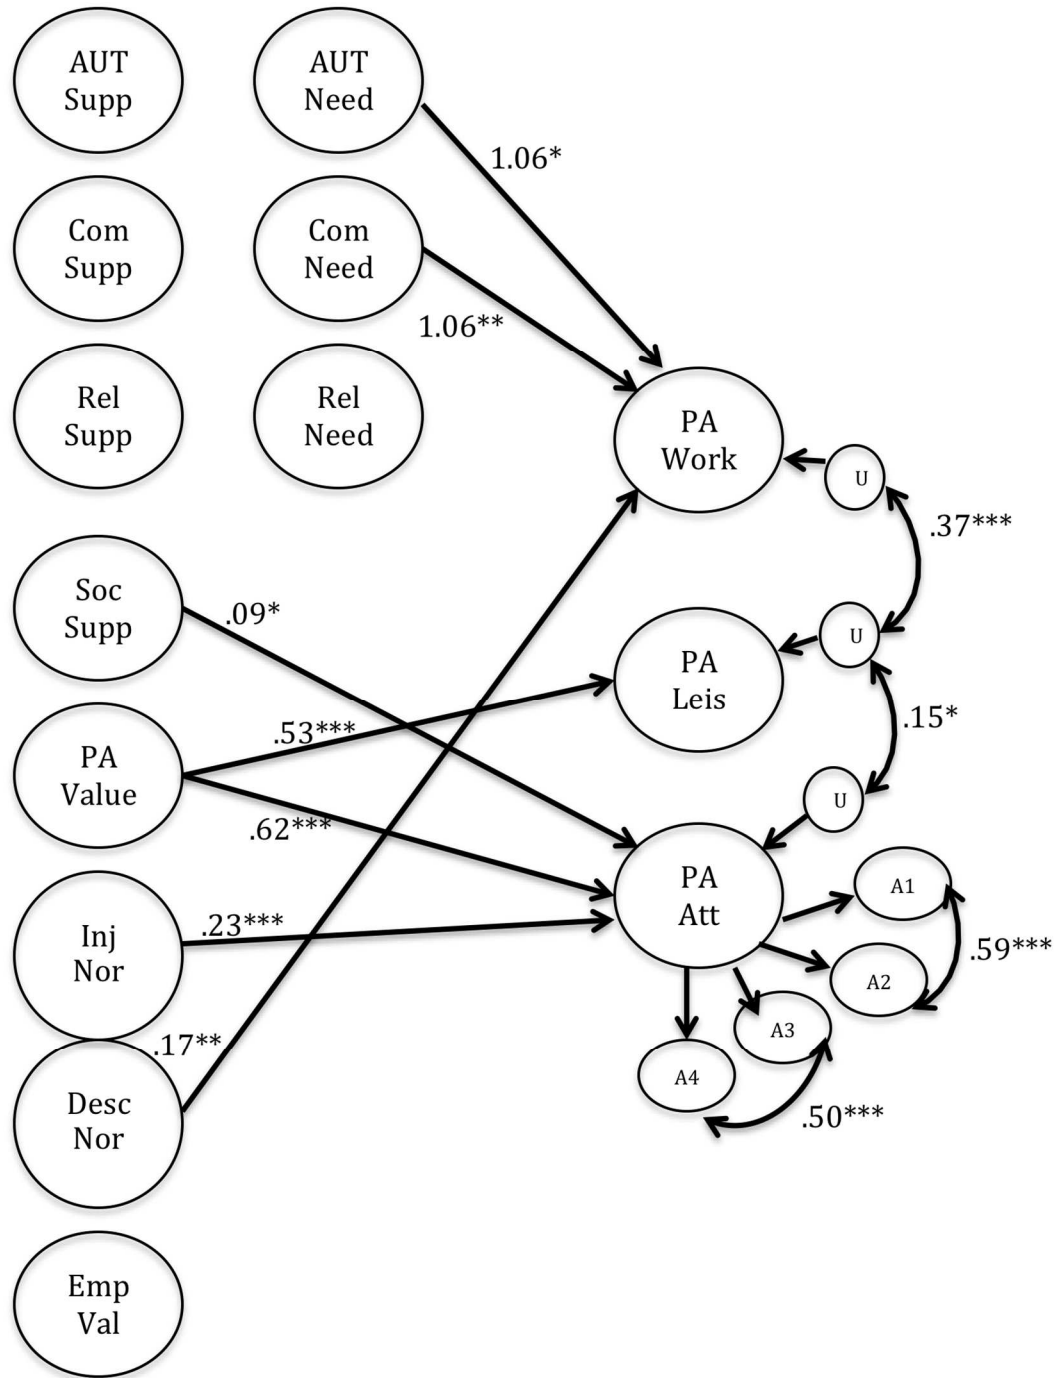 AUT
Supp
AUT
Need
1.06*
Com
Supp
Com
Need
1.06**
Rel
Supp
Rel
Need
PA
Work
U
.37***
Soc
Supp
.09*
PA
Leis
U
.15*
PA
Value
.53***
.62***
U
PA
Att
A1
A2
.59***
A3
A4
.50***
Inj
Nor
.23***
.17**
Desc
Nor
Emp
Val